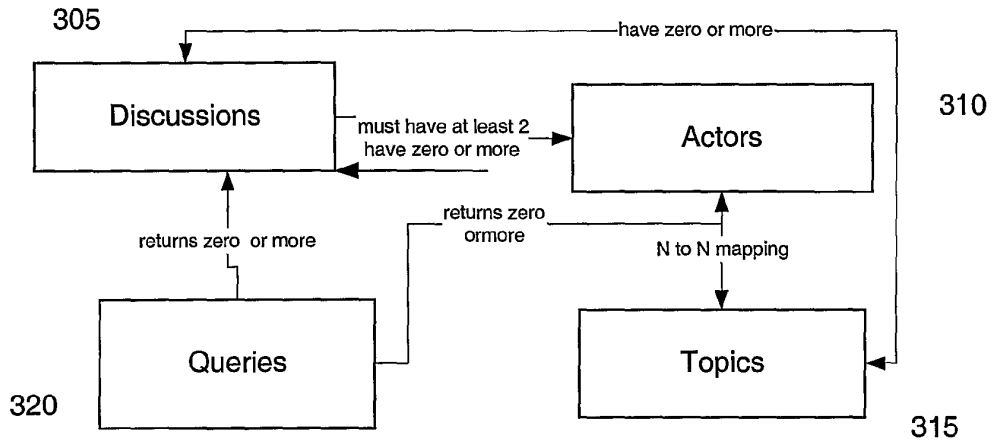 305
have zero or more
Discussions
310
must have at least 2
have zero or more
Actors
returns zero
ormore
returns zero or more
N to N mapping
Queries
Topics
320
315